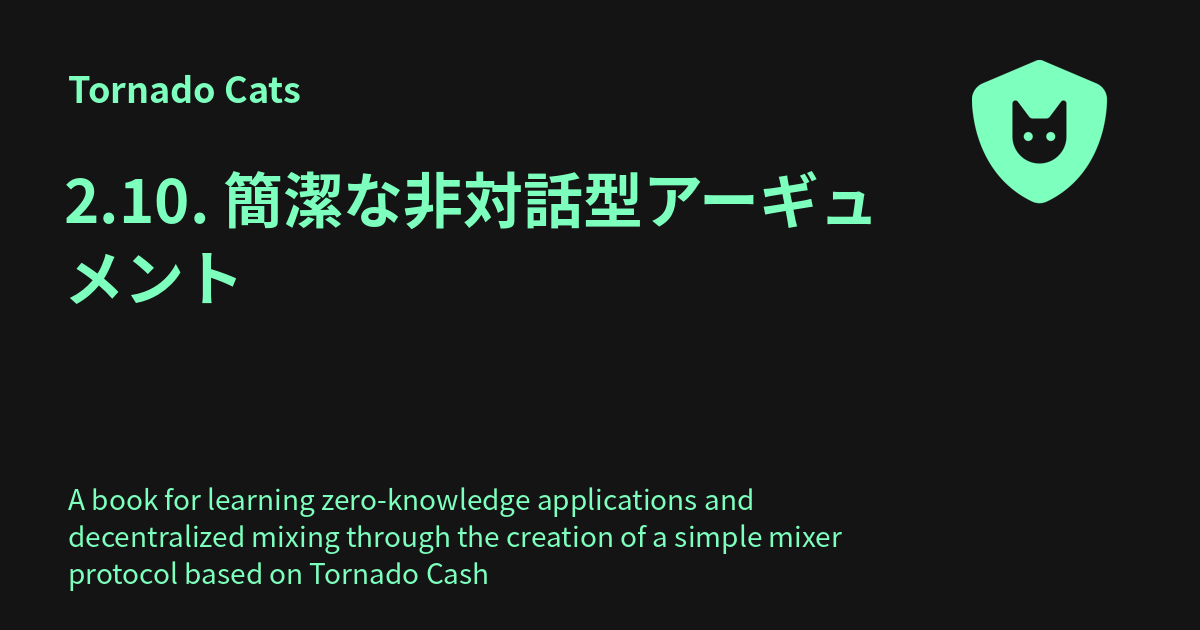 Tornado Cats
2.10. 簡潔な非対話型アーギュ
メント
A book for learning zero-knowledge applications and
decentralized mixing through the creation of a simple mixer
protocol based on Tornado Cash